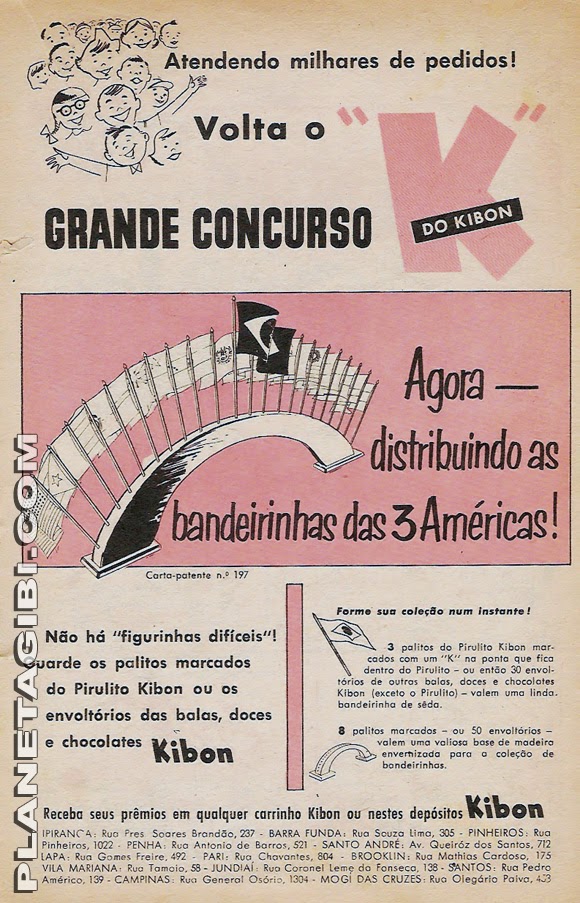 Atendendo milhares de pedidos!
Volta o "K"
DO KIBON
GRANDE CONCURSO
Agora —
distribuindo as
bandeirinhas das 3 Américas!
Carta-patente n.º 197
Não há "figurinhas difíceis"!
Guarde os palitos marcados
do Pirulito Kibon ou os
envoltórios das balas, doces
e chocolates Kibon
Forme sua coleção num instante!
3 palitos do Pirulito Kibon mar-
cados com um "K" na ponta que fica
dentro do Pirulito - ou então 30 envol-
tórios de outras balas, doces e chocolates
Kibon (exceto o Pirulito) - valem uma linda
bandeirinha de sêda.
8 palitos marcados - ou 50 envoltórios -
valem uma valiosa base de madeira
envernizada para a coleção de
bandeirinhas.
Receba seus prêmios em qualquer carrinho Kibon ou nestes depósitos Kibon
IPIRANGA: Rua Pres Soares Brandão, 237 - BARRA FUNDA: Rua Souza Lima, 305 - PINHEIROS: Rua
Pinheiros, 1022 - PENHA: Rua Antonio de Barros, 521 - SANTO ANDRÉ: Av. Queiróz dos Santos, 712
LAPA: Rua Gomes Freire, 492 - PARI: Rua Chavantes, 804 - BROOKLIN: Rua Mathias Cardoso, 175
VILA MARIANA: Rua Tamoio, 58 - JUNDIAÍ: Rua Coronel Leme da Fonseca, 138 - SANTOS: Rua Pedro
Américo, 139 - CAMPINAS: Rua General Osório, 1304 - MOGÍ DAS CRUZES: Rua Olegário Paiva,
PLANETAGIBI.COM